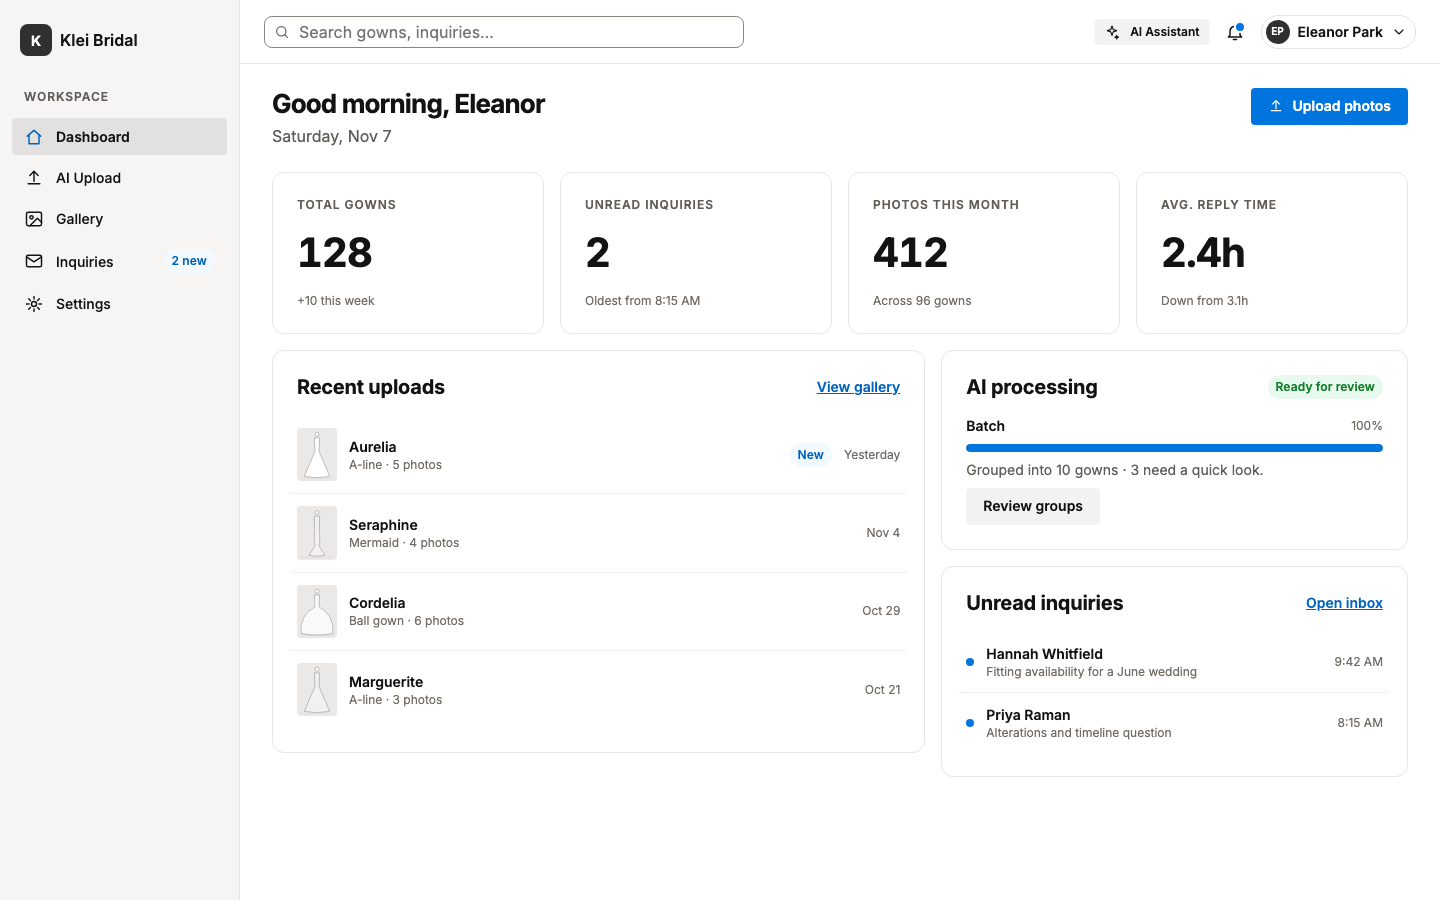 K Klei Bridal
WORKSPACE
Dashboard
AI Upload
Gallery
Inquiries 2 new
Settings
Search gowns, inquiries...
AI Assistant
EP Eleanor Park
Good morning, Eleanor
Saturday, Nov 7
Upload photos
TOTAL GOWNS
128
+10 this week
UNREAD INQUIRIES
2
Oldest from 8:15 AM
PHOTOS THIS MONTH
412
Across 96 gowns
AVG. REPLY TIME
2.4h
Down from 3.1h
Recent uploads View gallery
Aurelia
A-line · 5 photos
New Yesterday
Seraphine
Mermaid · 4 photos
Nov 4
Cordelia
Ball gown · 6 photos
Oct 29
Marguerite
A-line · 3 photos
Oct 21
AI processing Ready for review
Batch 100%
Grouped into 10 gowns · 3 need a quick look.
Review groups
Unread inquiries Open inbox
Hannah Whitfield
Fitting availability for a June wedding
9:42 AM
Priya Raman
Alterations and timeline question
8:15 AM